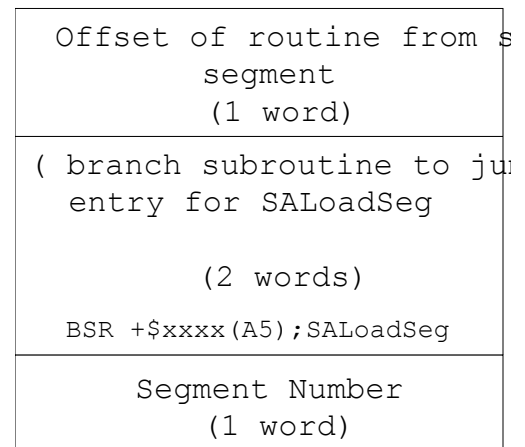 Offset of routine from s
segment
(1 word)
( branch subroutine to ju
entry for SALoadSeg
(2 words)
BSR +$xxxx(A5);SALoadSeg
Segment Number
(1 word)